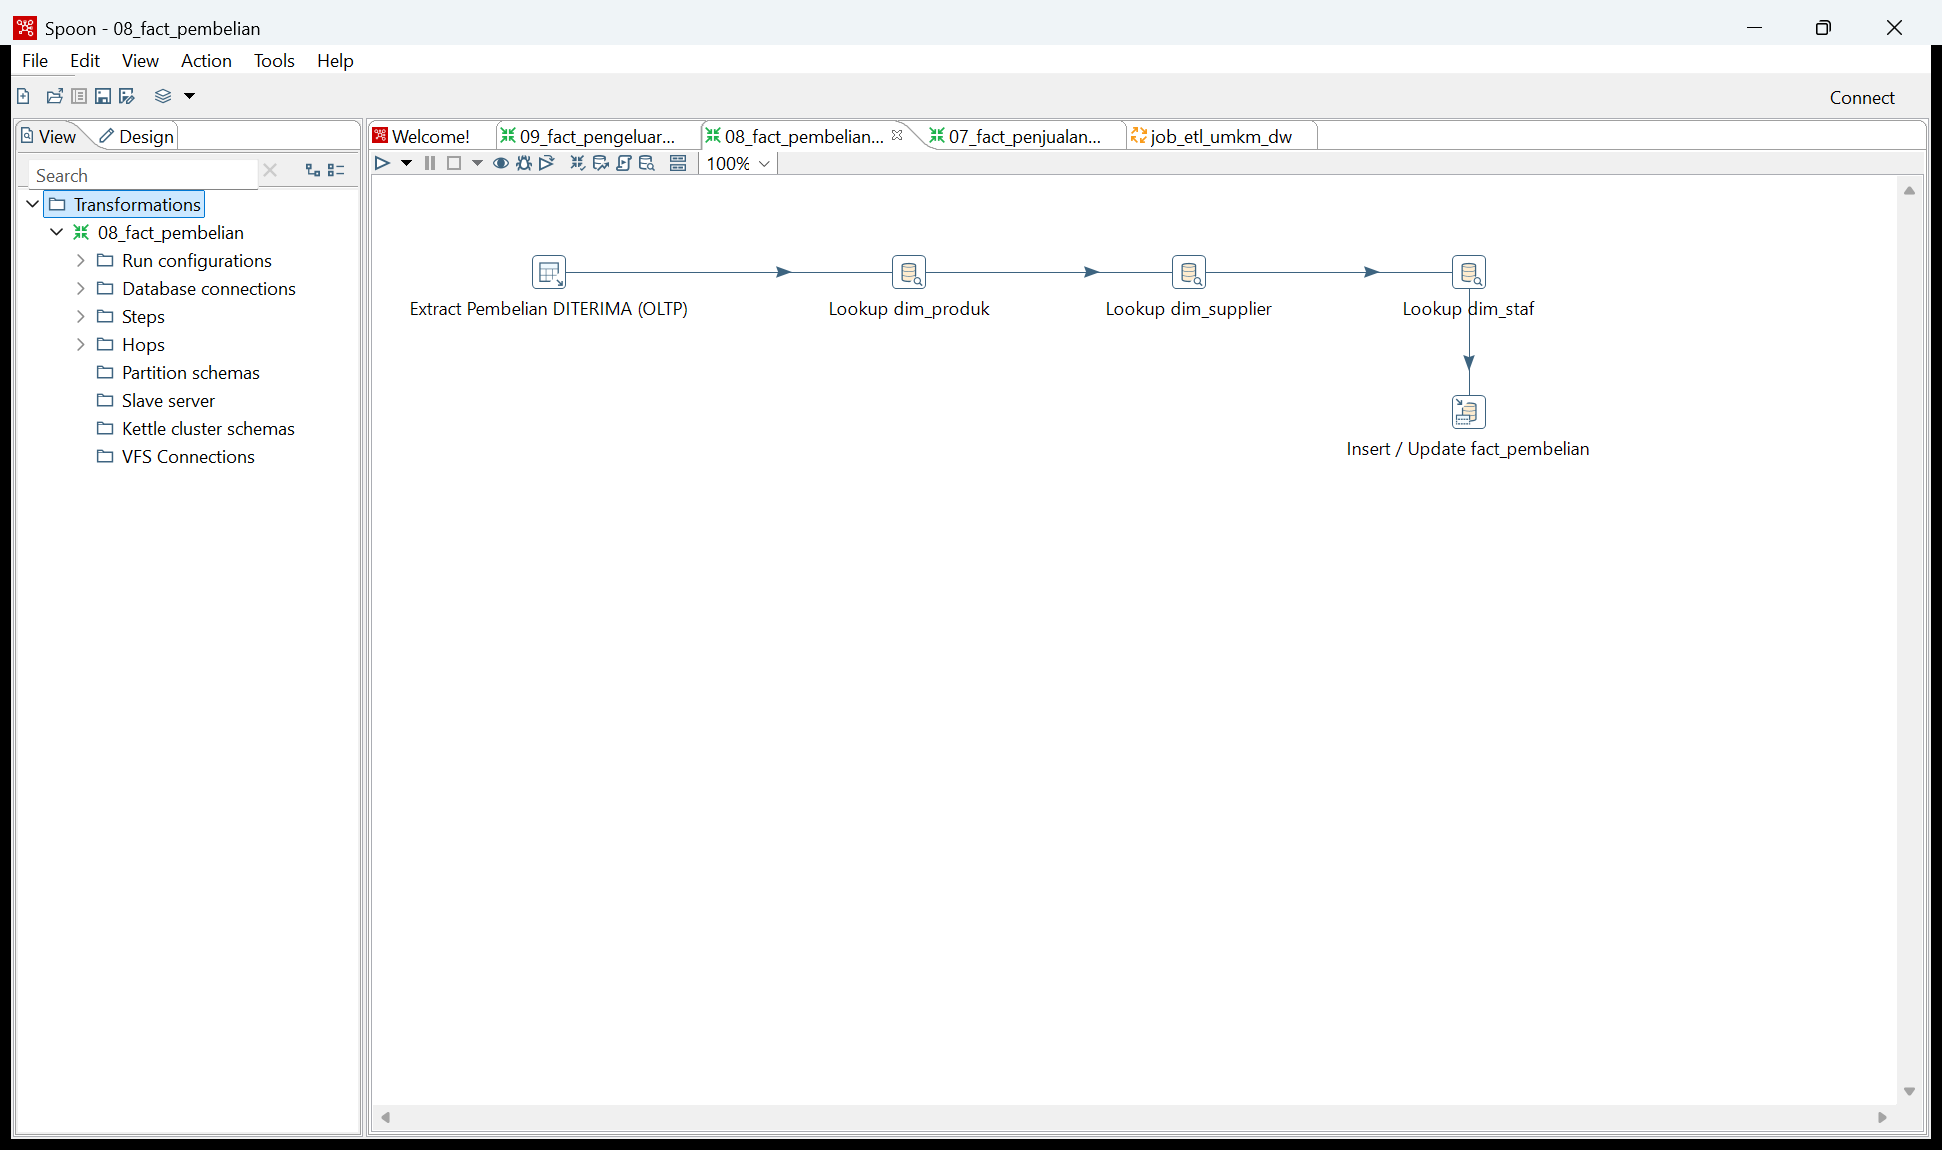 Spoon - 08_fact_pembelian
File Edit View Action Tools Help
Connect
View Design
Welcome! 09_fact_pengeluar... 08_fact_pembelian... 07_fact_penjualan... job_etl_umkm_dw
100%
Search
Transformations
08_fact_pembelian
Run configurations
Database connections
Steps
Hops
Partition schemas
Slave server
Kettle cluster schemas
VFS Connections
Extract Pembelian DITERIMA (OLTP) Lookup dim_produk Lookup dim_supplier Lookup dim_staf
Insert / Update fact_pembelian